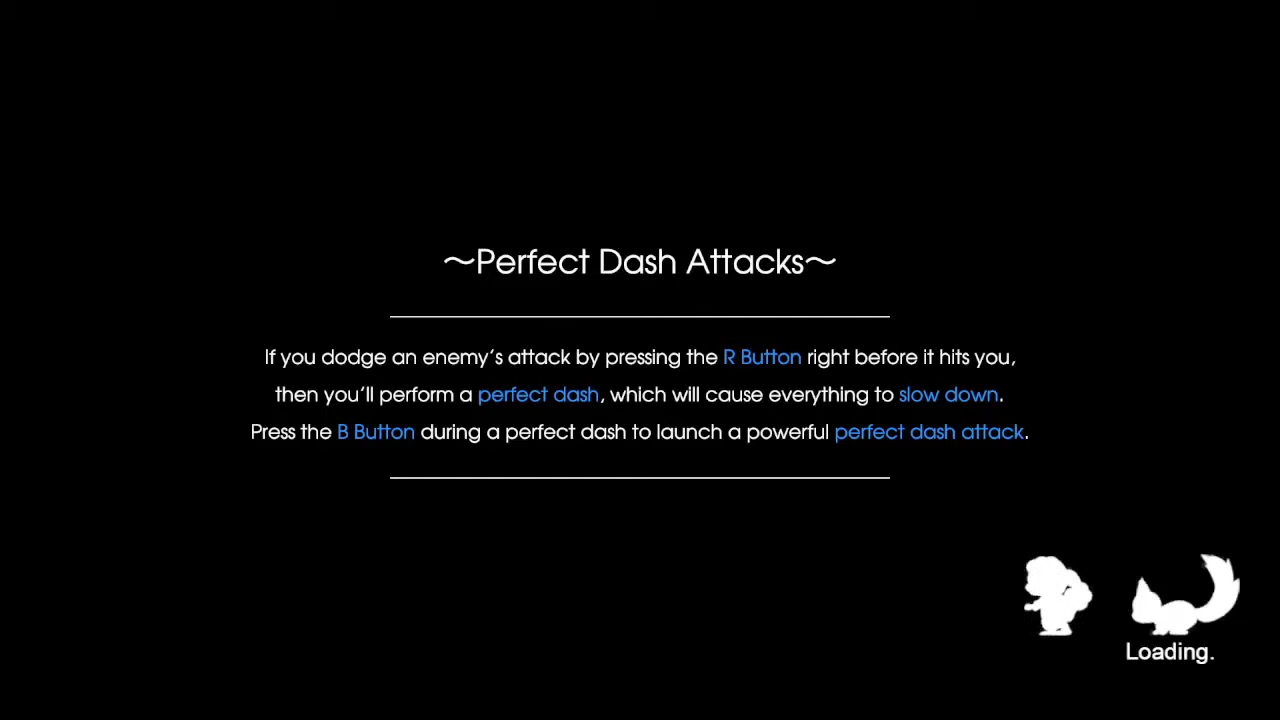 〜Perfect Dash Attacks〜
If you dodge an enemy's attack by pressing the R Button right before it hits you,
then you'll perform a perfect dash, which will cause everything to slow down.
Press the B Button during a perfect dash to launch a powerful perfect dash attack.
Loading.